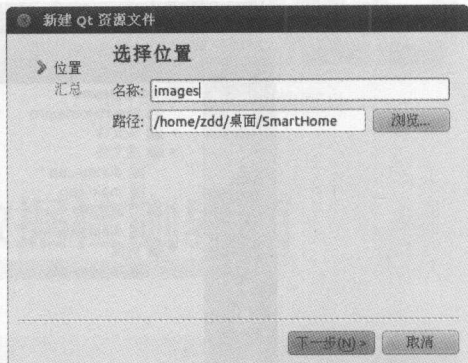 新建 Qt 资源文件
选择位置
位置
汇总
名称: images
路径: /home/zdd/桌面/SmartHome 浏览...
下一步(N) > 取消